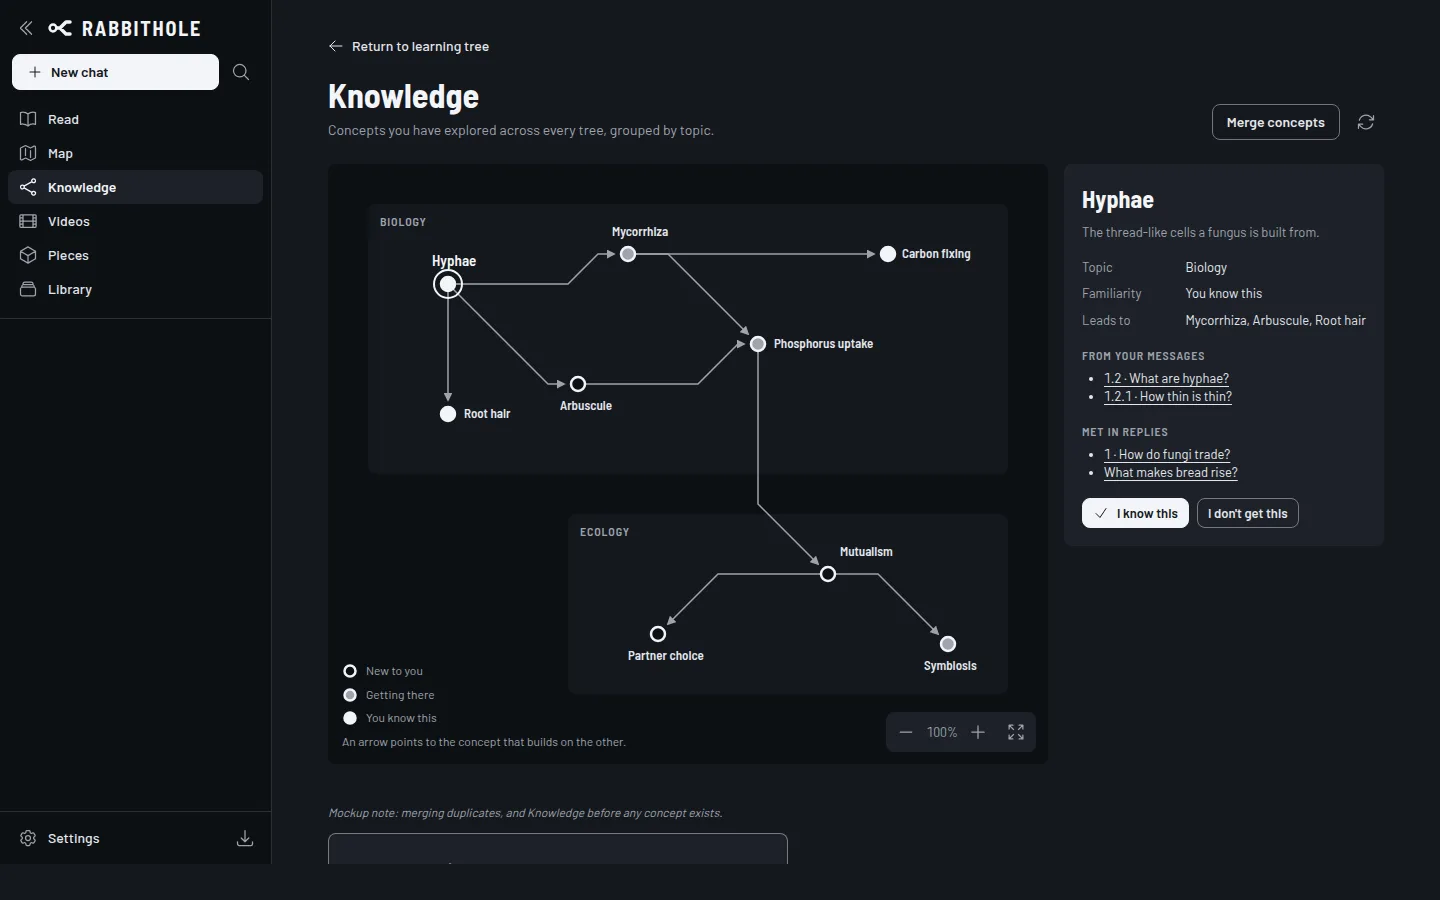 RABBITHOLE
New chat
Read
Map
Knowledge
Videos
Pieces
Library
Settings
Return to learning tree
Knowledge
Concepts you have explored across every tree, grouped by topic.
Merge concepts
BIOLOGY
Mycorrhiza
Hyphae
Carbon fixing
Phosphorus uptake
Arbuscule
Root hair
ECOLOGY
Mutualism
Partner choice
Symbiosis
New to you
Getting there
You know this
An arrow points to the concept that builds on the other.
100%
Hyphae
The thread-like cells a fungus is built from.
Topic Biology
Familiarity You know this
Leads to Mycorrhiza, Arbuscule, Root hair
FROM YOUR MESSAGES
• 1.2 · What are hyphae?
• 1.2.1 · How thin is thin?
MET IN REPLIES
• 1 · How do fungi trade?
• What makes bread rise?
I know this
I don't get this
Mockup note: merging duplicates, and Knowledge before any concept exists.